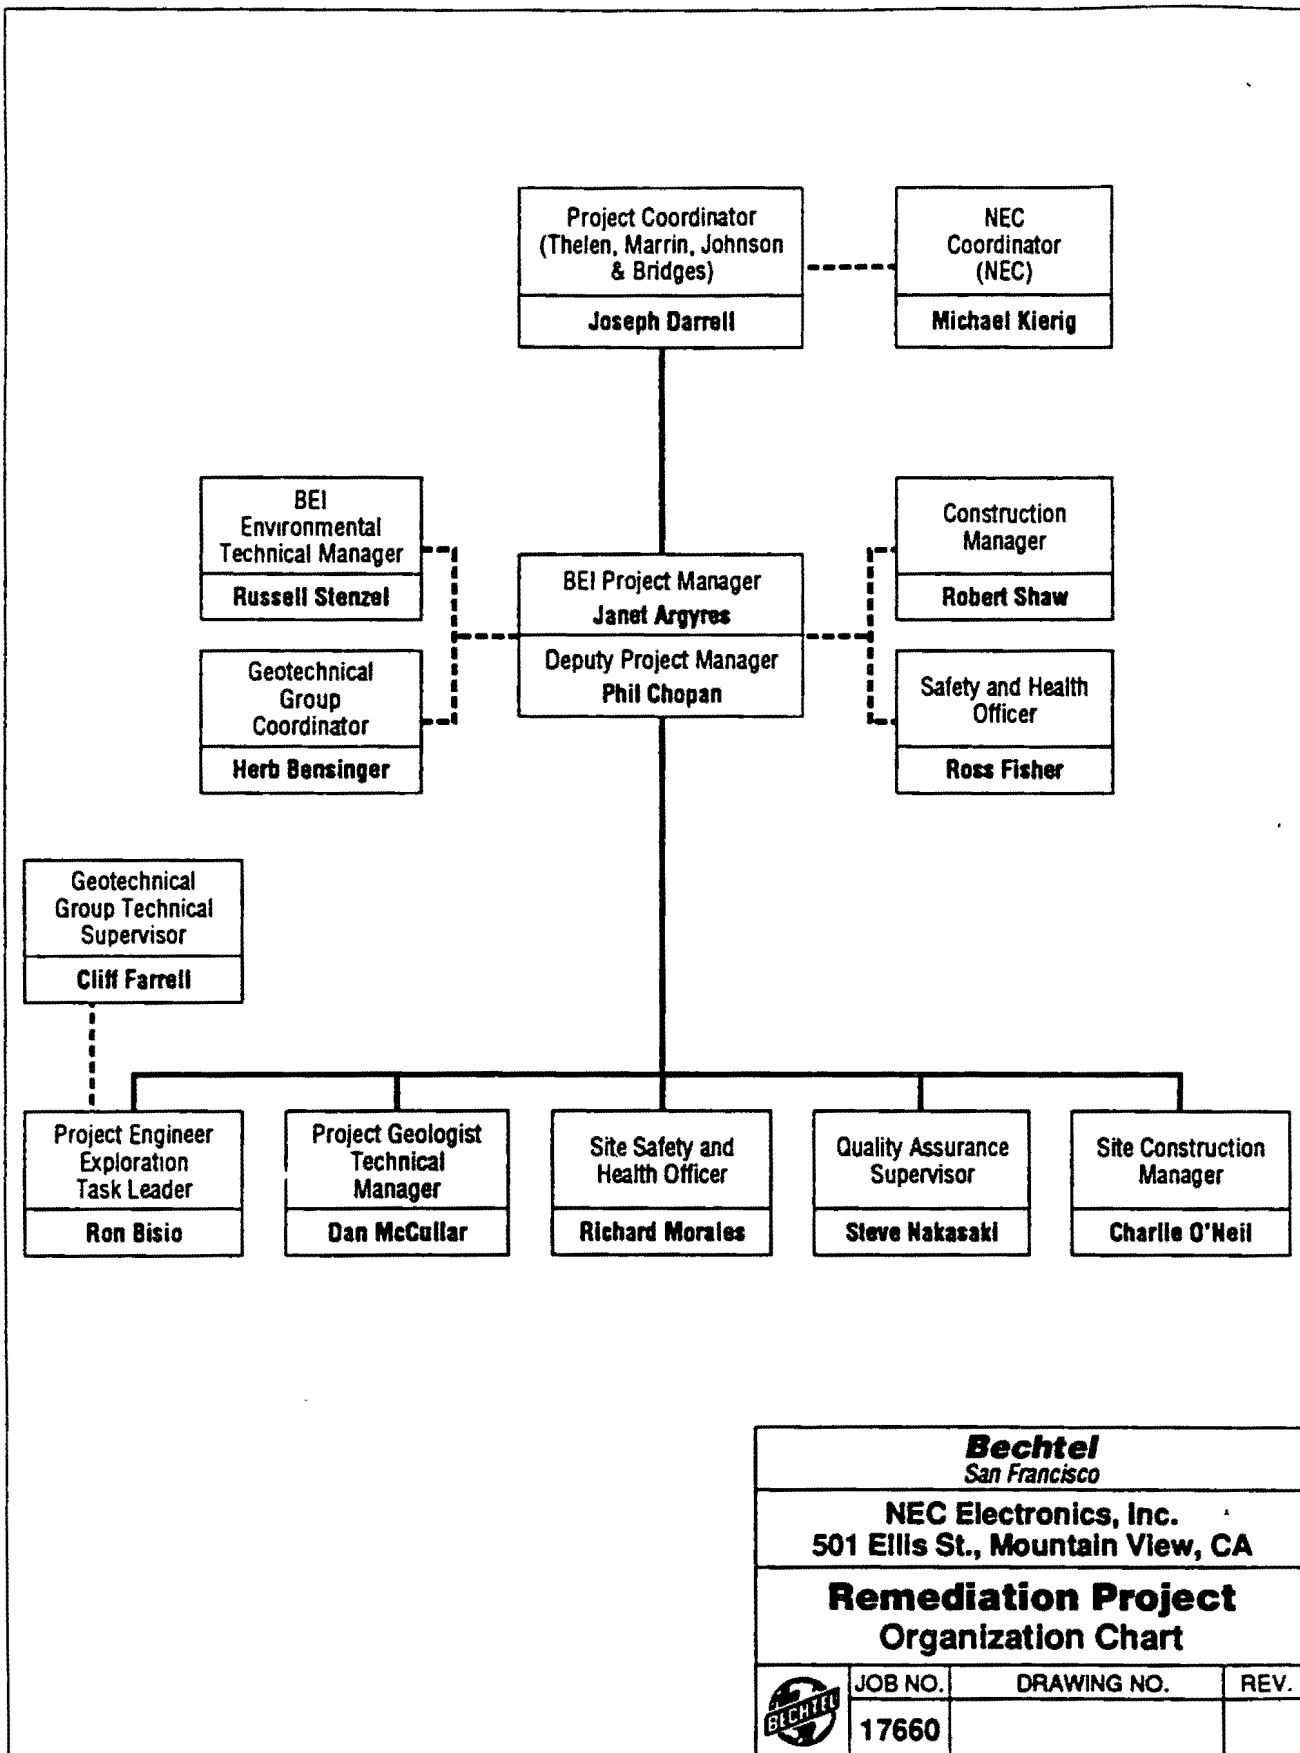 Project Coordinator
(Thelen, Marrin, Johnson
& Bridges)
Joseph Darrell
NEC
Coordinator
(NEC)
Michael Kierig
BEI
Environmental
Technical Manager
Russell Stenzel
Geotechnical
Group
Coordinator
Herb Bensinger
BEI Project Manager
Janet Argyres
Deputy Project Manager
Phil Chopan
Construction
Manager
Robert Shaw
Safety and Health
Officer
Ross Fisher
Geotechnical
Group Technical
Supervisor
Cliff Farrell
Project Engineer
Exploration
Task Leader
Ron Bisio
Project Geologist
Technical
Manager
Dan McCullar
Site Safety and
Health Officer
Richard Morales
Quality Assurance
Supervisor
Steve Nakasaki
Site Construction
Manager
Charlie O'Neil
Bechtel
San Francisco
NEC Electronics, Inc.
501 Ellis St., Mountain View, CA
Remediation Project
Organization Chart
BECHTEL
JOB NO.
DRAWING NO.
REV.
17660